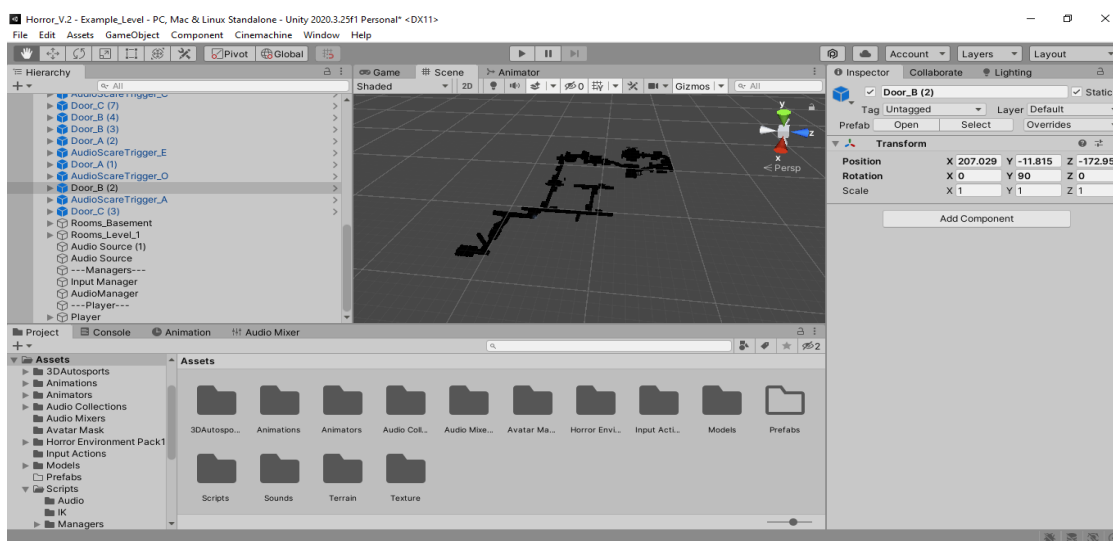 Horror_V.2 - Example_Level - PC, Mac & Linux Standalone - Unity 2020.3.25f1 Personal* <DX11>
File Edit Assets GameObject Component Cinemachine Window Help
Pivot Global Account Layers Layout
Hierarchy
All
AudioScareTrigger_C
Door_C (7)
Door_B (4)
Door_B (3)
Door_A (2)
AudioScareTrigger_E
Door_A (1)
AudioScareTrigger_O
Door_B (2)
AudioScareTrigger_A
Door_C (3)
Rooms_Basement
Rooms_Level_1
Audio Source (1)
Audio Source
---Managers---
Input Manager
AudioManager
---Player---
Player
Game Scene Animator
Shaded 2D 0 Gizmos All
y
z
x
< Persp
Inspector Collaborate Lighting
Door_B (2) Static
Tag Untagged Layer Default
Prefab Open Select Overrides
Transform
Position X 207.029 Y -11.815 Z -172.95
Rotation X 0 Y 90 Z 0
Scale X 1 Y 1 Z 1
Add Component
Project Console Animation Audio Mixer
2
Assets
3DAutosports
Animations
Animators
Audio Collections
Audio Mixers
Avatar Mask
Horror Environment Pack1
Input Actions
Models
Prefabs
Scripts
Audio
IK
Managers
Assets
3DAutospo... Animations Animators Audio Coll... Audio Mixe... Avatar Ma... Horror Envi... Input Acti... Models Prefabs
Scripts Sounds Terrain Texture